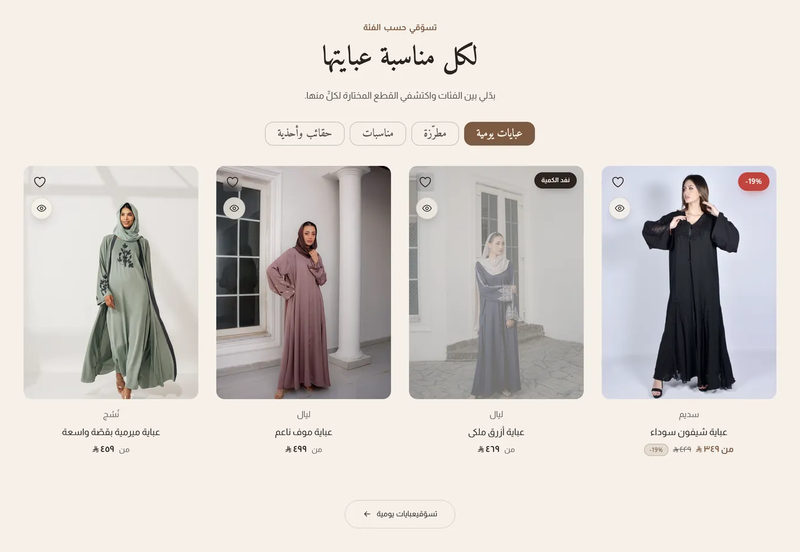 تسوّقي حسب الفئة
لكل مناسبة عبايتها
بدّلي بين الفئات واكتشفي القطع المختارة لكلٍّ منها.
عبايات يومية
مطرّزة
مناسبات
حقائب وأحذية
-19%
نفد الكمية
سديم
عباية شيفون سوداء
من ٣٤٩ ٤٢٩ -19%
ليال
عباية أزرق ملكي
من ٤٦٩
ليال
عباية موف ناعم
من ٤٩٩
نُسُج
عباية ميرمية بقصّة واسعة
من ٤٥٩
تسوّقيعبايات يومية ←